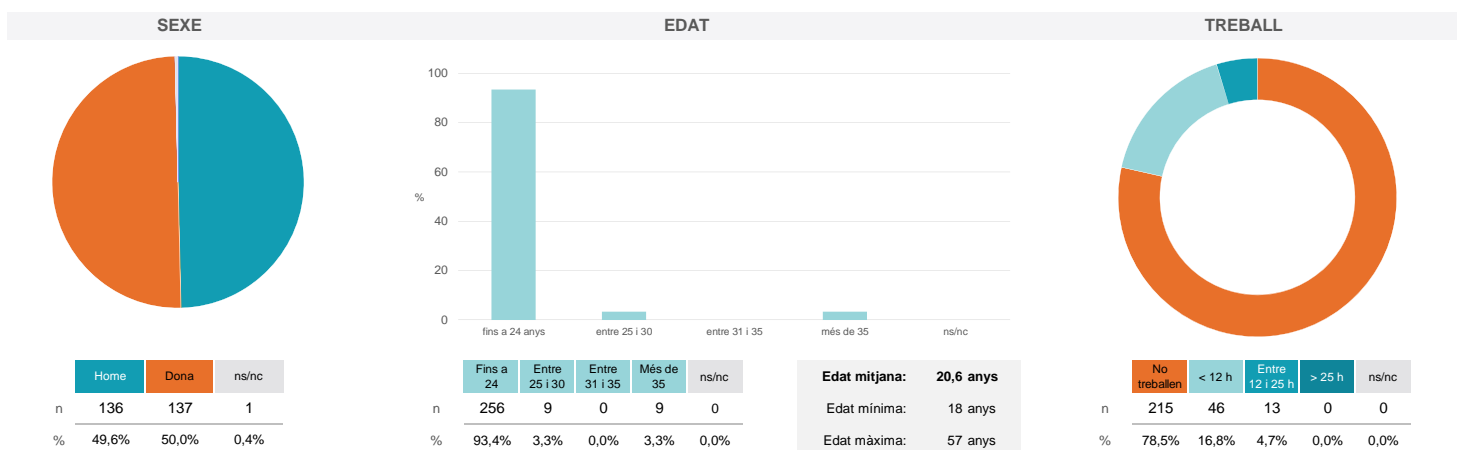 SEXE
EDAT
TREBALL
100
80
60
%
40
20
0
fins a 24 anys
entre 25 i 30
entre 31 i 35
més de 35
ns/nc
Home Dona ns/nc
n 136 137 1
% 49,6% 50,0% 0,4%
Fins a 24
Entre 25 i 30
Entre 31 i 35
Més de 35
ns/nc
n 256 9 0 9 0
% 93,4% 3,3% 0,0% 3,3% 0,0%
Edat mitjana: 20,6 anys
Edat mínima: 18 anys
Edat màxima: 57 anys
No treballen
< 12 h
Entre 12 i 25 h
> 25 h
ns/nc
n 215 46 13 0 0
% 78,5% 16,8% 4,7% 0,0% 0,0%